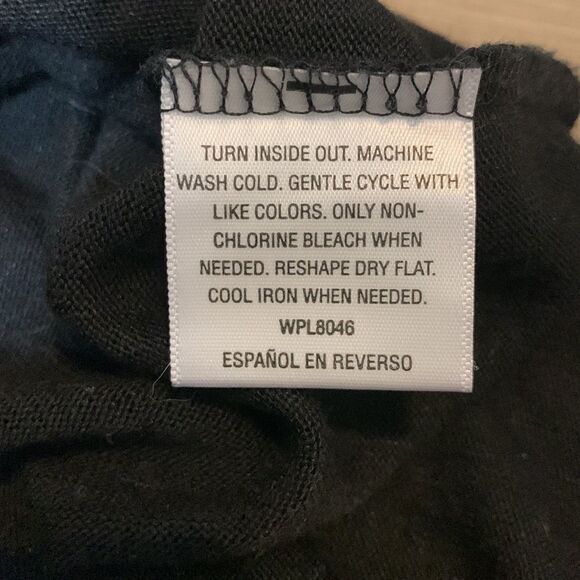 TURN INSIDE OUT. MACHINE
WASH COLD. GENTLE CYCLE WITH
LIKE COLORS. ONLY NON-
CHLORINE BLEACH WHEN
NEEDED. RESHAPE DRY FLAT.
COOL IRON WHEN NEEDED.
WPL8046
ESPAÑOL EN REVERSO